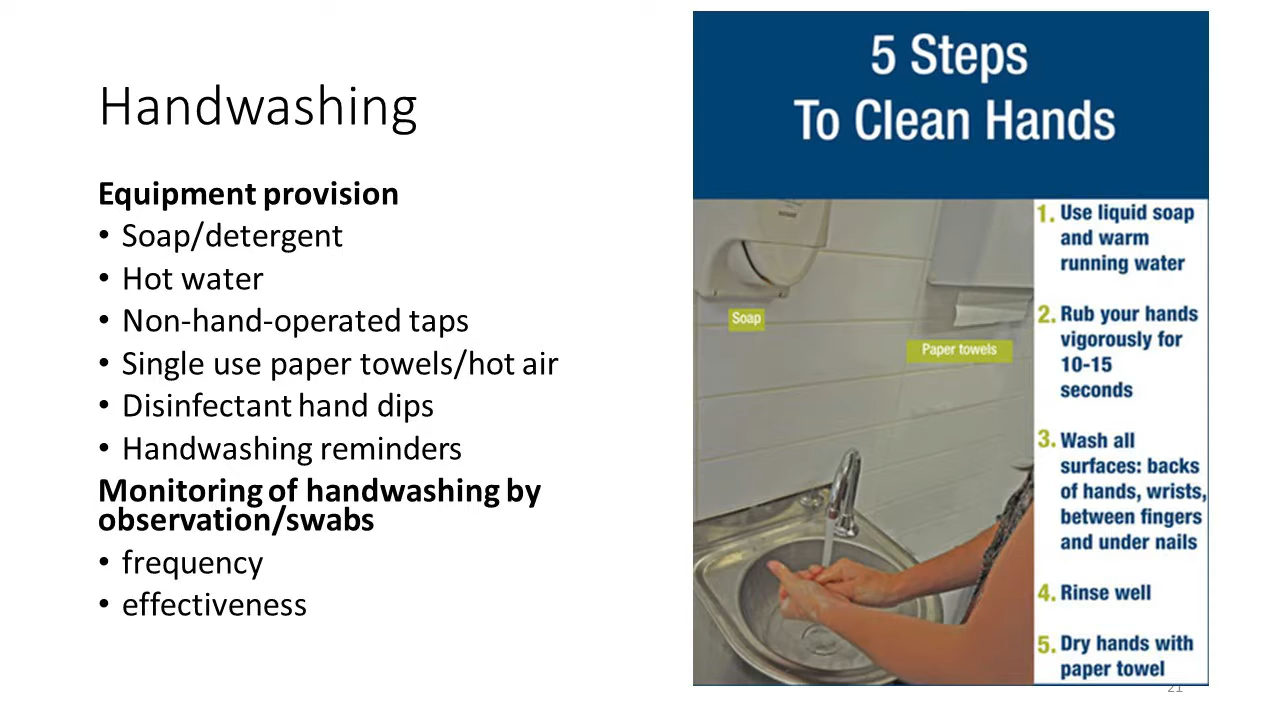 Handwashing
Equipment provision
• Soap/detergent
• Hot water
• Non-hand-operated taps
• Single use paper towels/hot air
• Disinfectant hand dips
• Handwashing reminders
Monitoring of handwashing by
observation/swabs
• frequency
• effectiveness
5 Steps
To Clean Hands
Soap
Paper towels
1. Use liquid soap
and warm
running water
2. Rub your hands
vigorously for
10-15
seconds
3. Wash all
surfaces: backs
of hands, wrists,
between fingers
and under nails
4. Rinse well
5. Dry hands with
paper towel
21